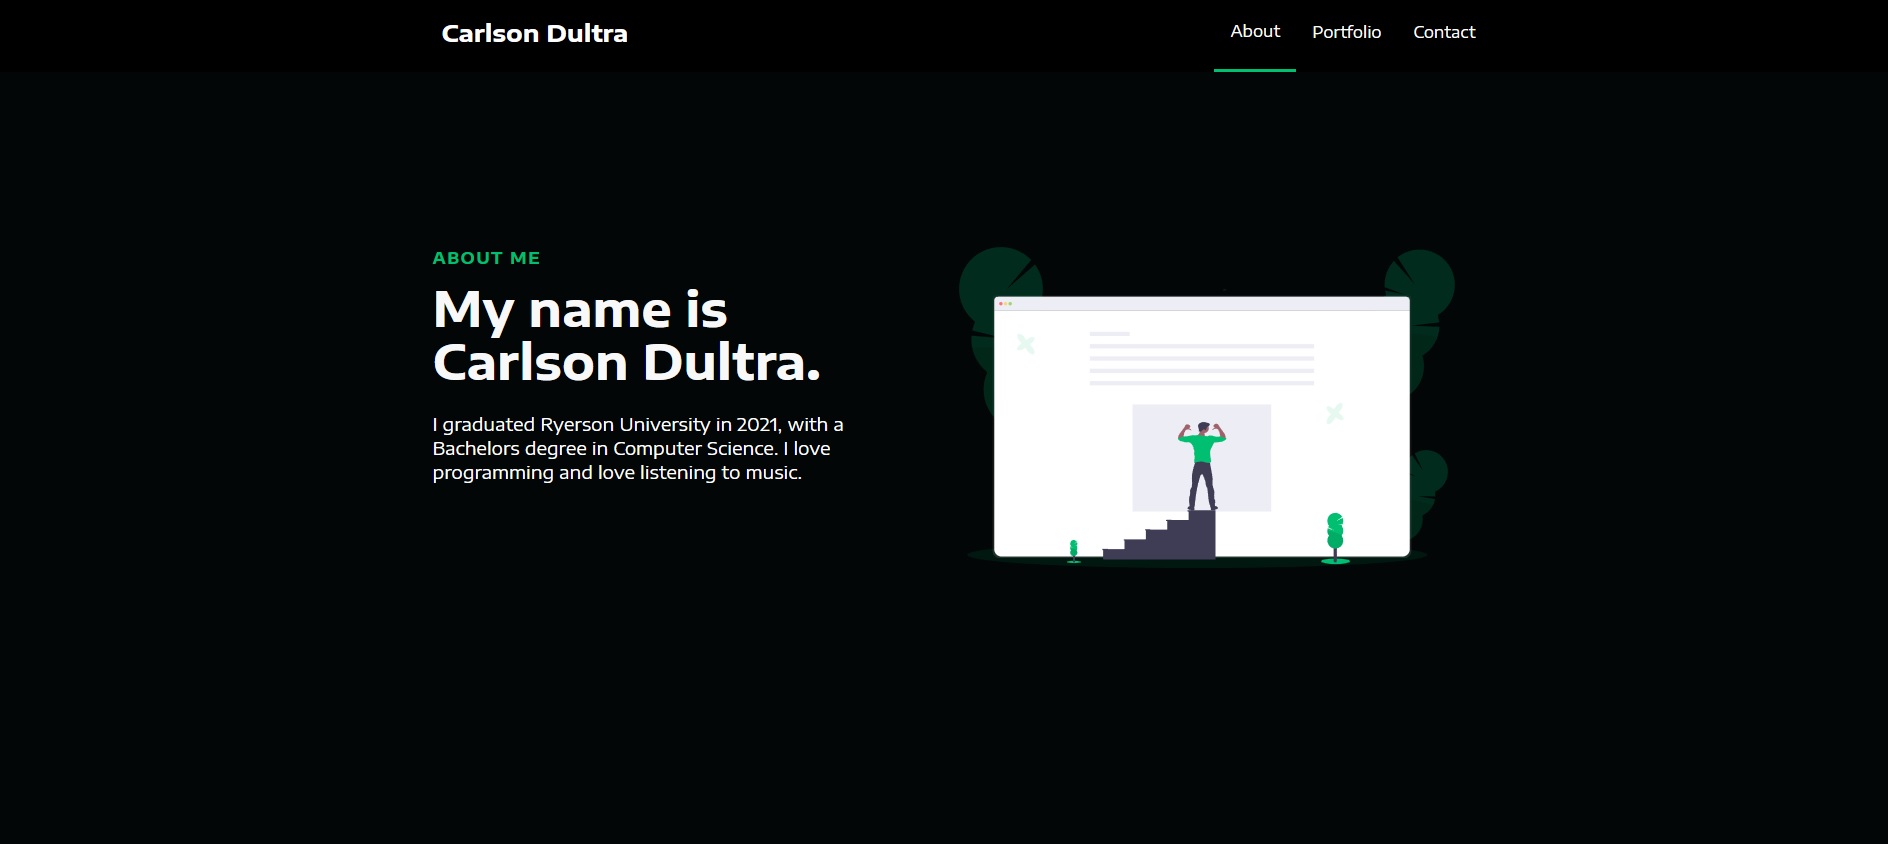 Carlson Dultra
About Portfolio Contact
ABOUT ME
My name is
Carlson Dultra.
I graduated Ryerson University in 2021, with a
Bachelors degree in Computer Science. I love
programming and love listening to music.